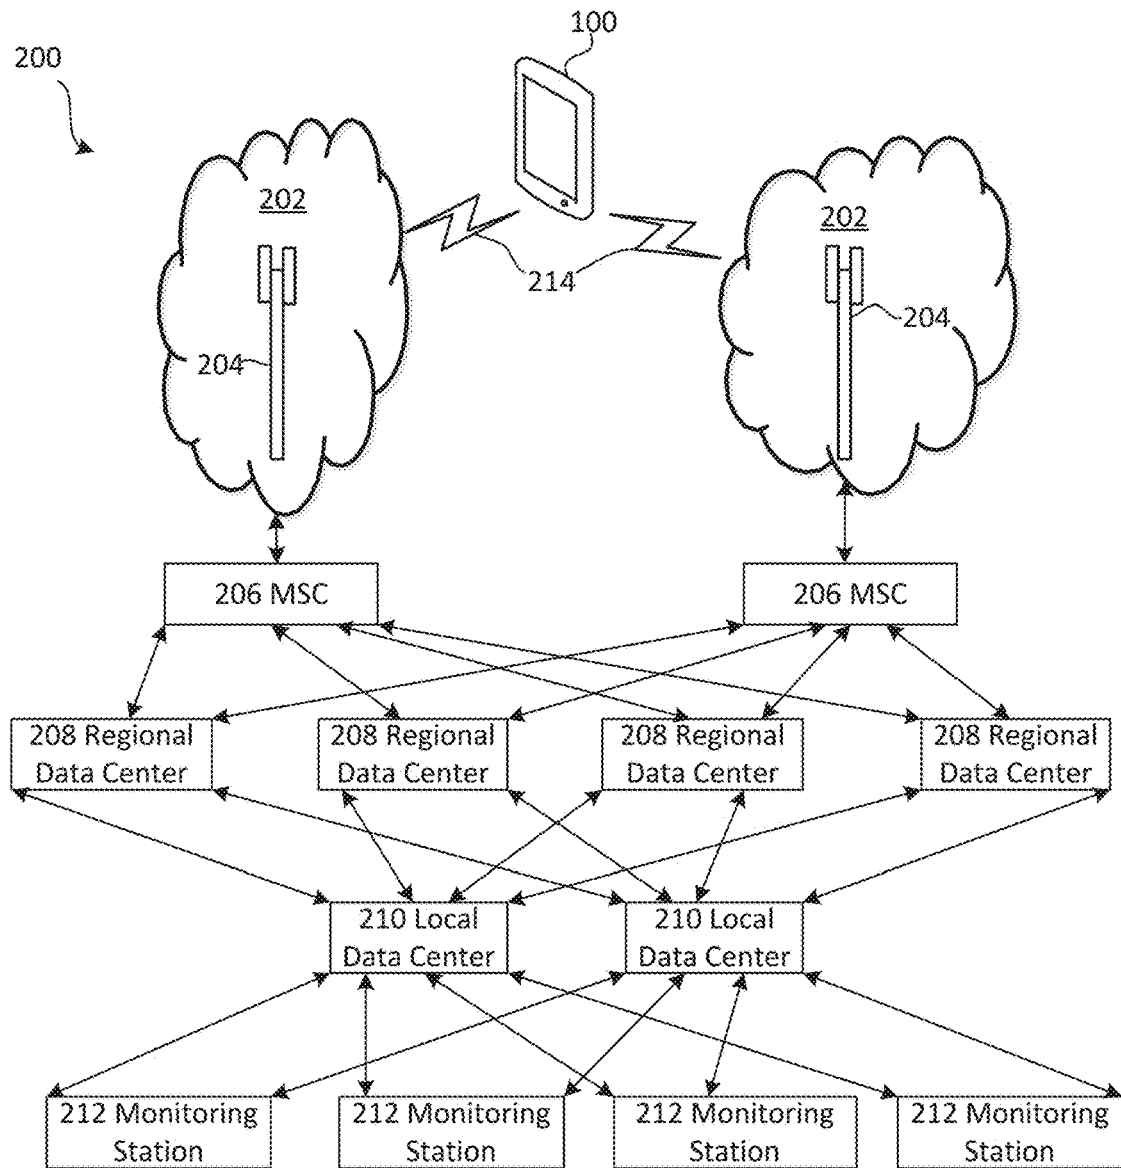 100
200
202
202
214
204
204
206 MSC
206 MSC
208 Regional
Data Center
208 Regional
Data Center
208 Regional
Data Center
208 Regional
Data Center
210 Local
Data Center
210 Local
Data Center
212 Monitoring
Station
212 Monitoring
Station
212 Monitoring
Station
212 Monitoring
Station